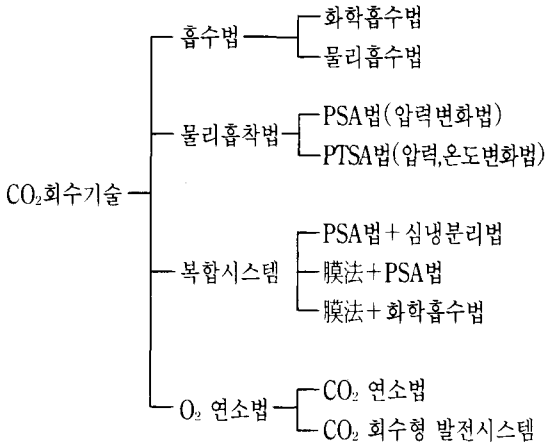 화학흡수법
흡수법
물리흡수법
PSA법(압력변화법)
물리흡착법
PTSA법(압력,온도변화법)
CO₂회수기술
PSA법+심냉분리법
복합시스템
膜法+PSA법
膜法+화학흡수법
CO₂ 연소법
O₂ 연소법
CO₂ 회수형 발전시스템